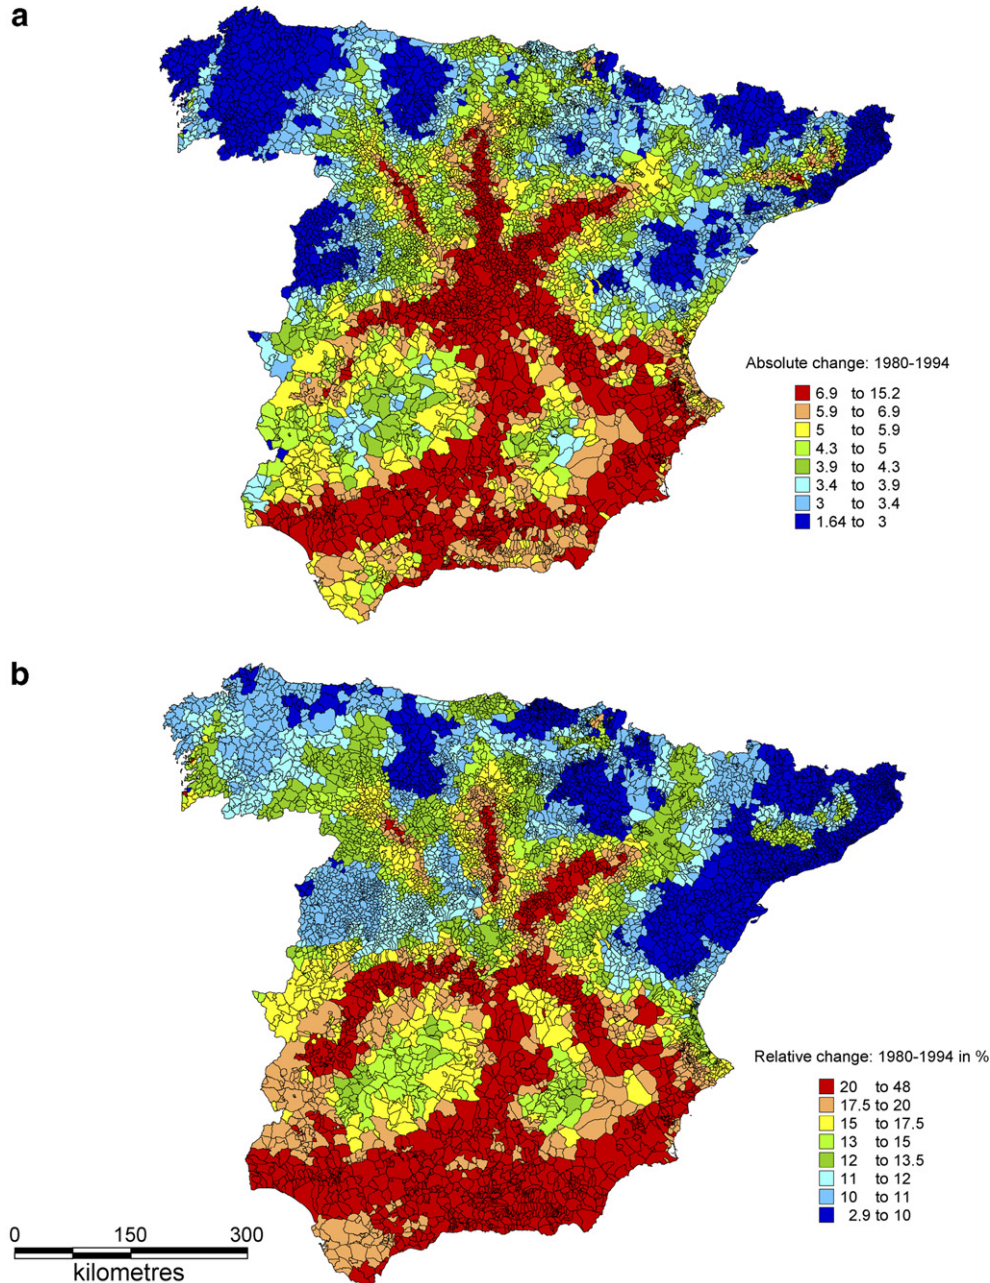 a
Absolute change: 1980-1994
6.9 to 15.2
5.9 to 6.9
5 to 5.9
4.3 to 5
3.9 to 4.3
3.4 to 3.9
3 to 3.4
1.64 to 3
b
Relative change: 1980-1994 in %
20 to 48
17.5 to 20
15 to 17.5
13 to 15
12 to 13.5
11 to 12
10 to 11
2.9 to 10
0 150 300
kilometres